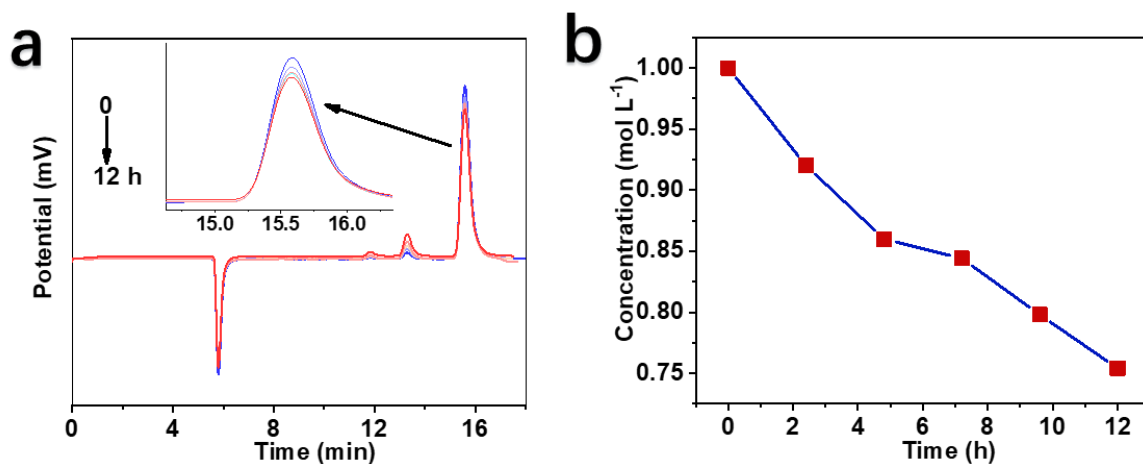 a
0
12 h
15.0 15.5 16.0
Potential (mV)
0 4 8 12 16
Time (min)
b
1.00
0.95
0.90
0.85
0.80
0.75
Concentration (mol L⁻¹)
0 2 4 6 8 10 12
Time (h)